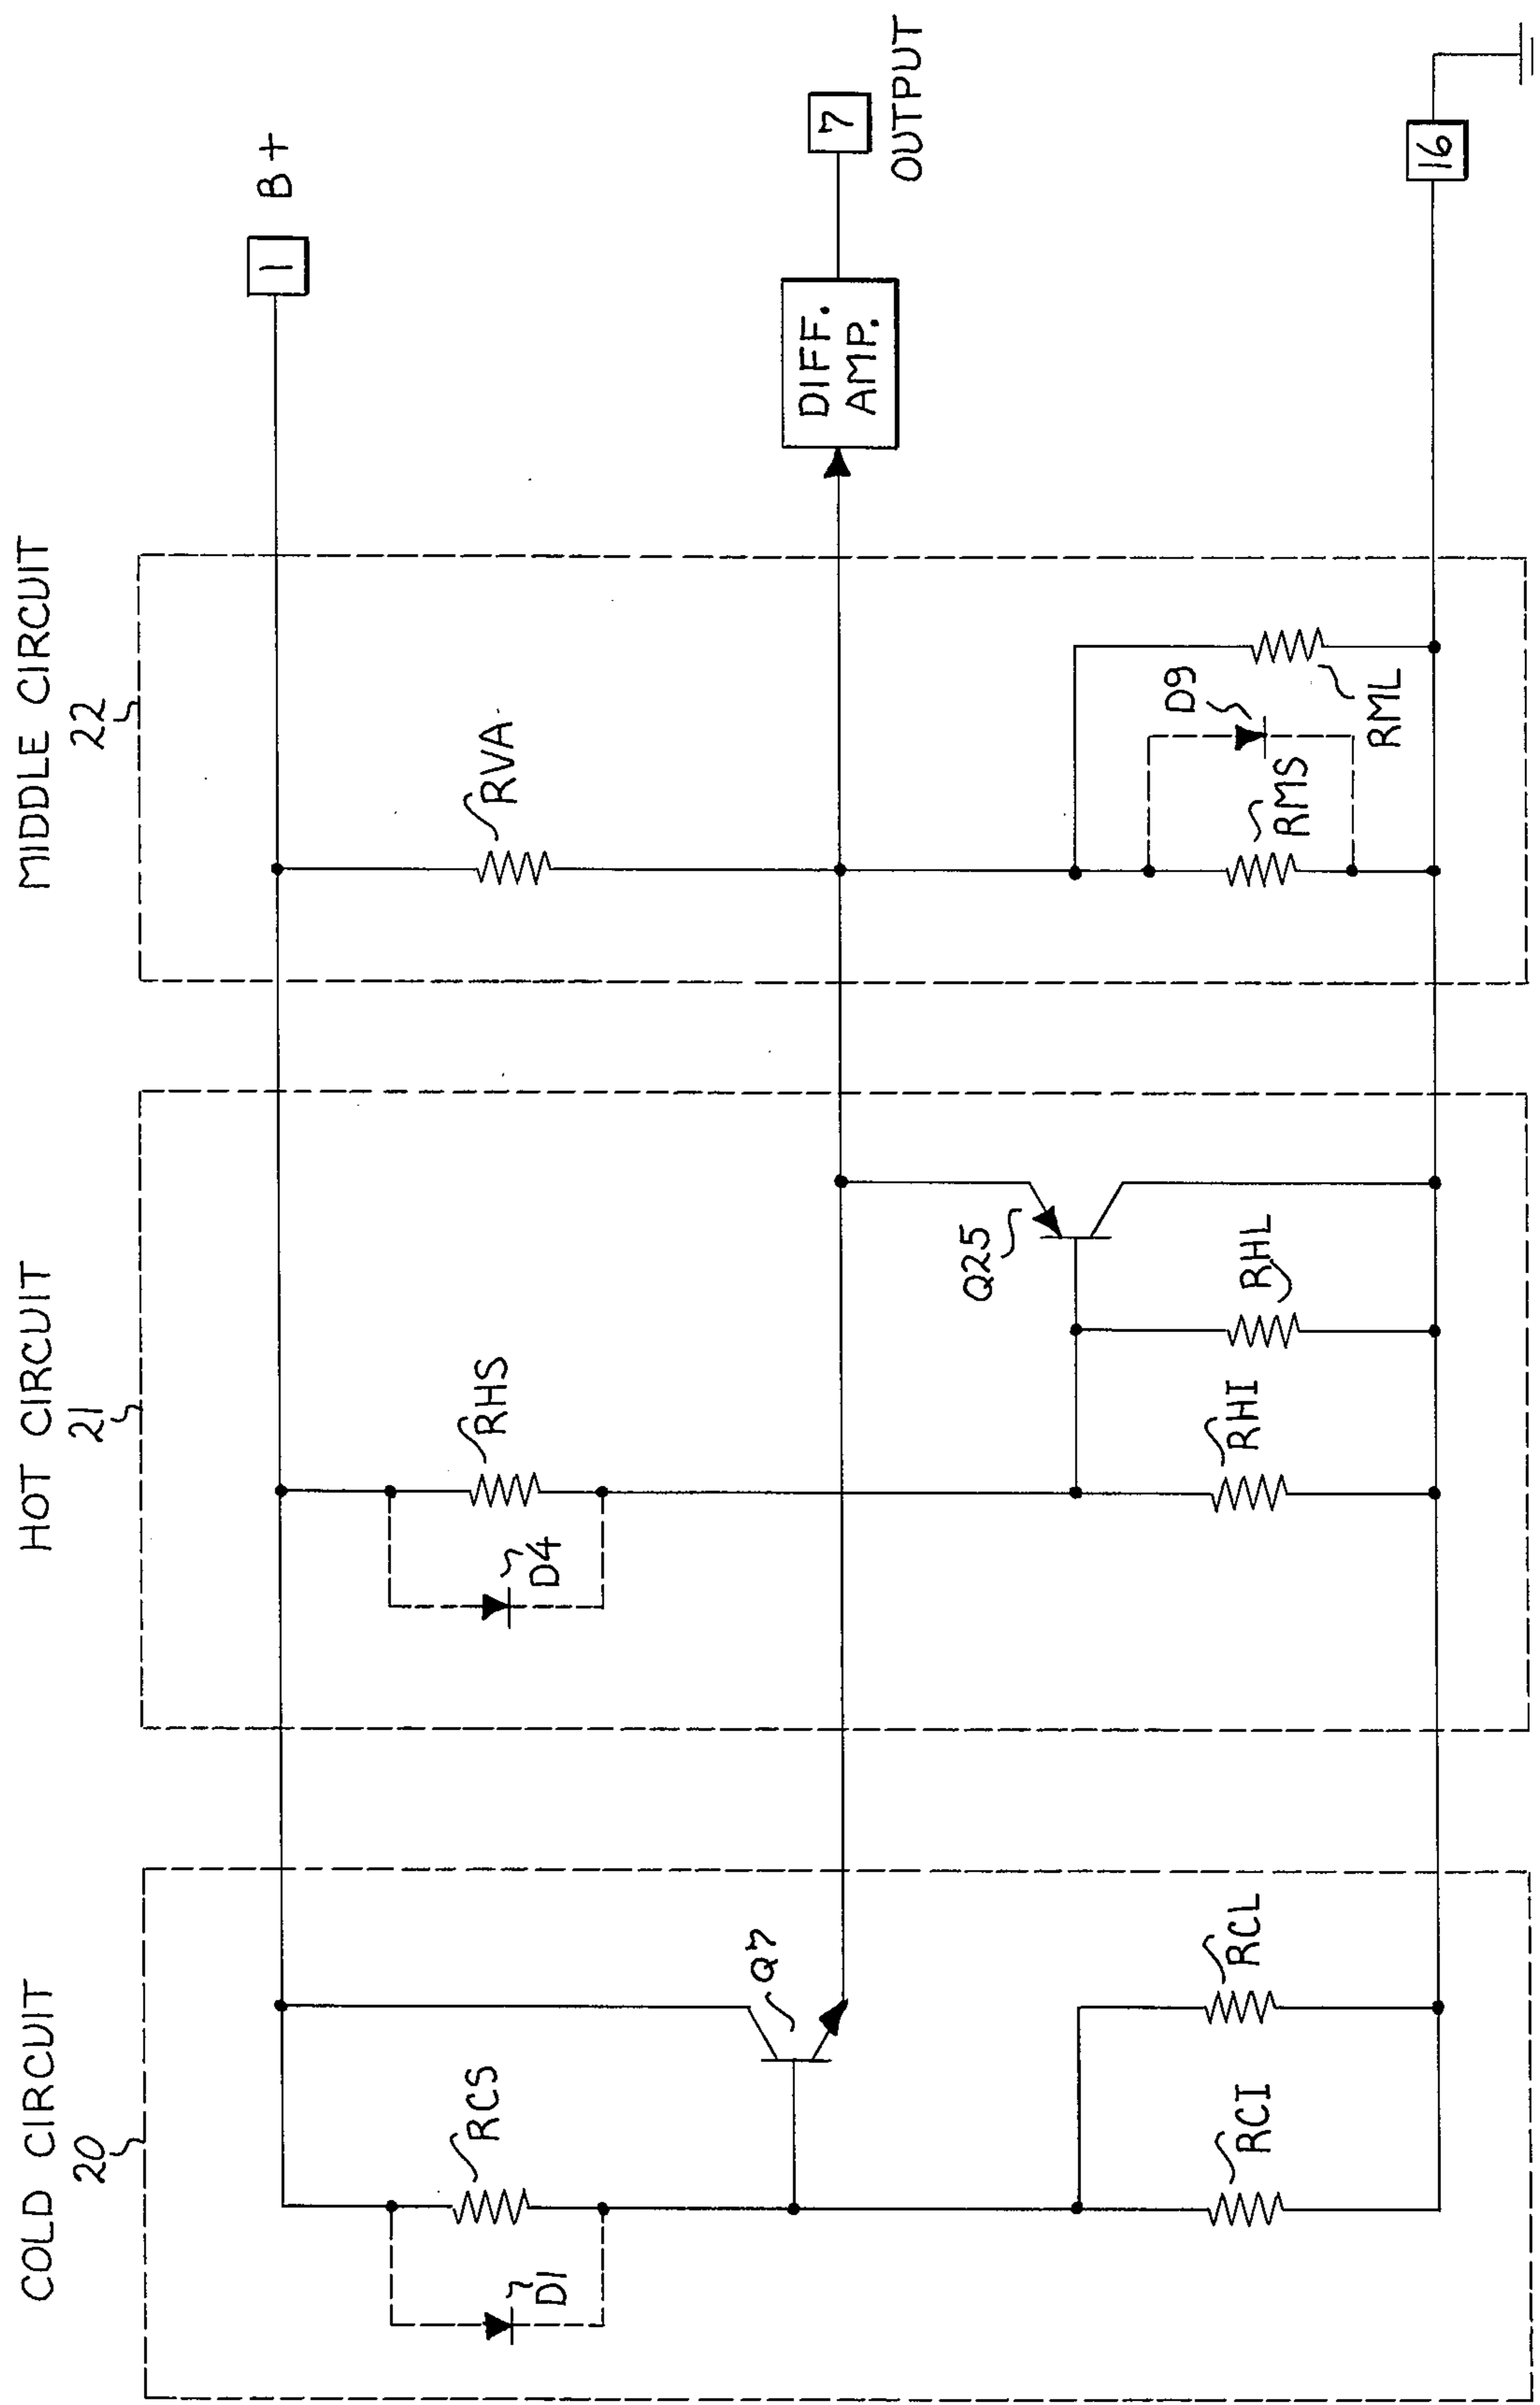 COLD CIRCUIT
20
HOT CIRCUIT
21
MIDDLE CIRCUIT
22
1 B+
D1
RCS
Q7
RCI
RCL
D4
RHS
RHI
RHL
Q25
RVA
RMS
D9
RML
DIFF.
AMP.
7
OUTPUT
16